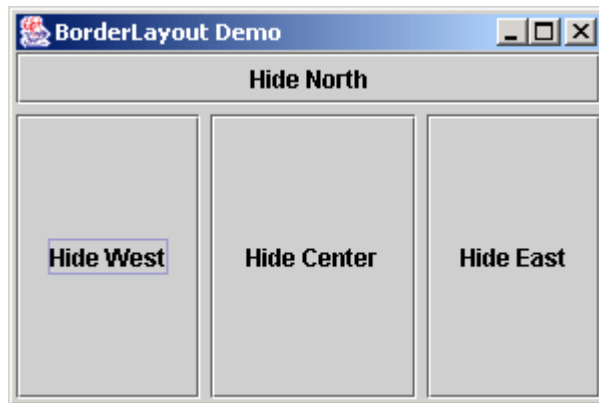 BorderLayout Demo
Hide North
Hide West
Hide Center
Hide East